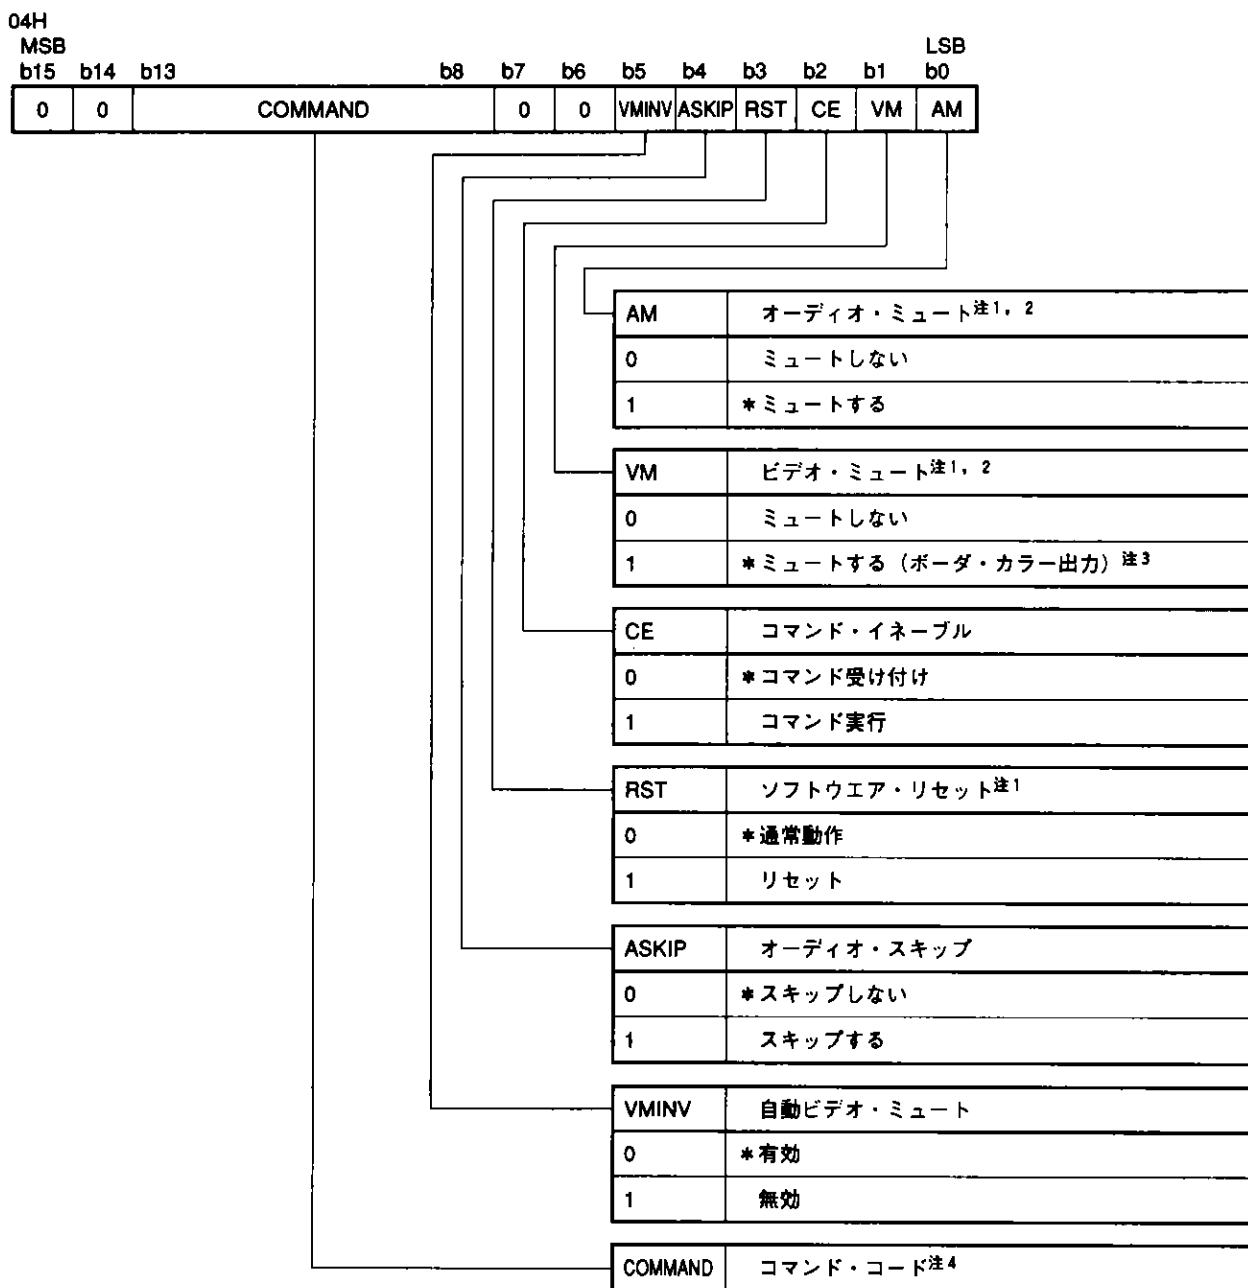 04H
MSB LSB
b15 b14 b13 b8 b7 b6 b5 b4 b3 b2 b1 b0
0 0 COMMAND 0 0 VMINV ASKIP RST CE VM AM
AM オーディオ・ミュート注1, 2
0 ミュートしない
1 *ミュートする
VM ビデオ・ミュート注1, 2
0 ミュートしない
1 *ミュートする（ボーダ・カラー出力）注3
CE コマンド・イネーブル
0 *コマンド受け付け
1 コマンド実行
RST ソフトウエア・リセット注1
0 *通常動作
1 リセット
ASKIP オーディオ・スキップ
0 *スキップしない
1 スキップする
VMINV 自動ビデオ・ミュート
0 *有効
1 無効
COMMAND コマンド・コード注4